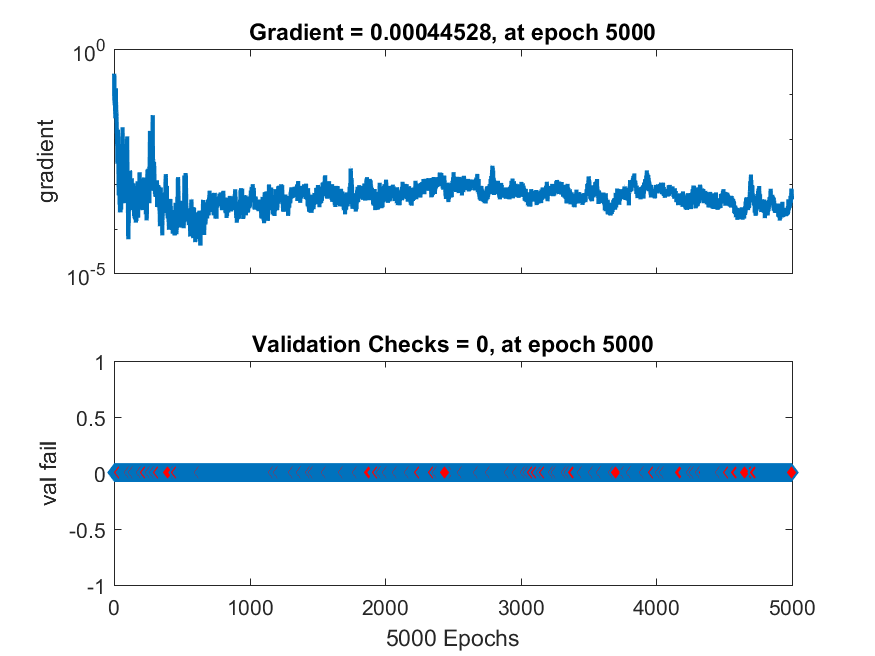 Gradient = 0.00044528, at epoch 5000
10^0
gradient
10^-5
Validation Checks = 0, at epoch 5000
1
0.5
val fail
0
-0.5
-1
0 1000 2000 3000 4000 5000
5000 Epochs